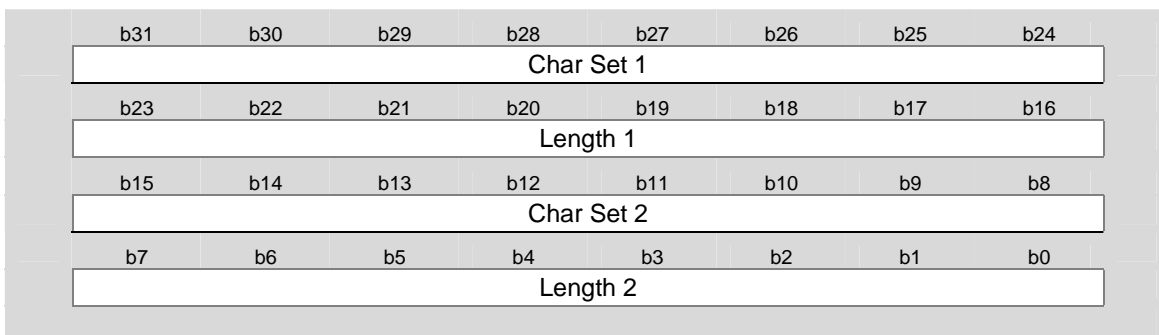 b31 b30 b29 b28 b27 b26 b25 b24
Char Set 1
b23 b22 b21 b20 b19 b18 b17 b16
Length 1
b15 b14 b13 b12 b11 b10 b9 b8
Char Set 2
b7 b6 b5 b4 b3 b2 b1 b0
Length 2